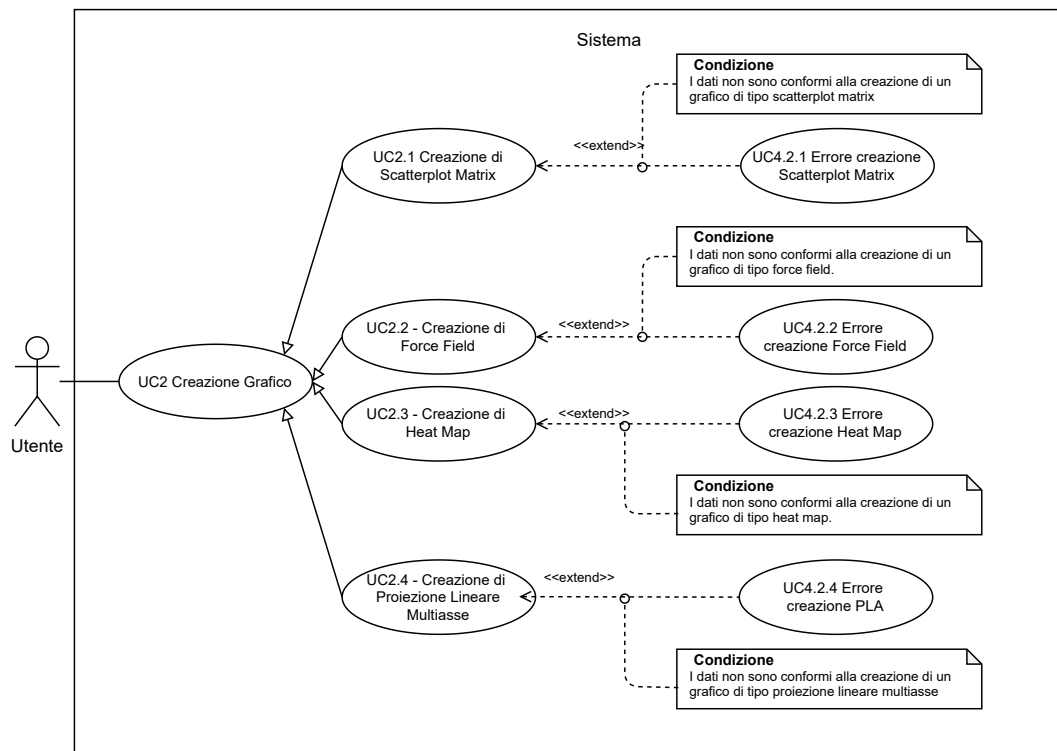 Sistema
Condizione
I dati non sono conformi alla creazione di un
grafico di tipo scatterplot matrix
<<extend>>
UC2.1 Creazione di
Scatterplot Matrix
UC4.2.1 Errore creazione
Scatterplot Matrix
Condizione
I dati non sono conformi alla creazione di un
grafico di tipo force field.
<<extend>>
UC2.2 - Creazione di
Force Field
UC4.2.2 Errore
creazione Force Field
UC2 Creazione Grafico
Utente
<<extend>>
UC2.3 - Creazione di
Heat Map
UC4.2.3 Errore
creazione Heat Map
Condizione
I dati non sono conformi alla creazione di un
grafico di tipo heat map.
<<extend>>
UC2.4 - Creazione di
Proiezione Lineare
Multiasse
UC4.2.4 Errore
creazione PLA
Condizione
I dati non sono conformi alla creazione di un
grafico di tipo proiezione lineare multiasse